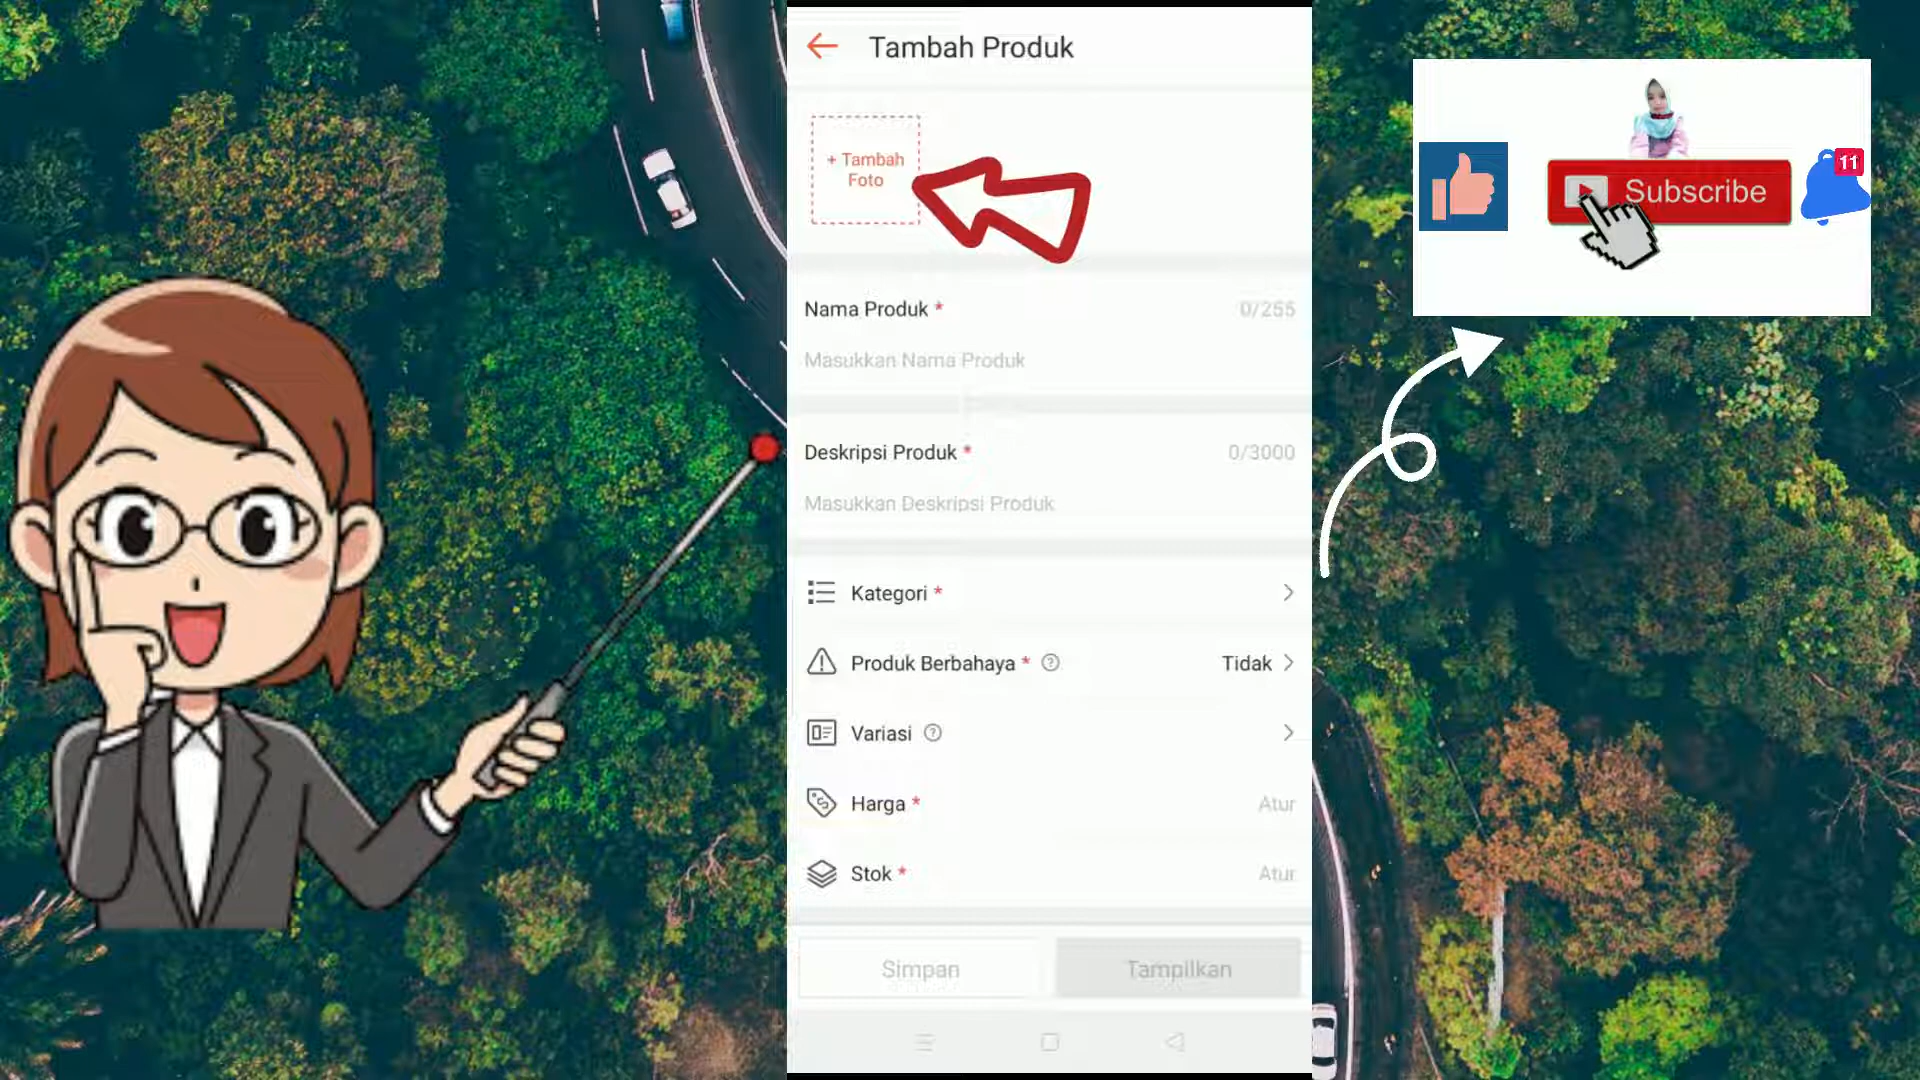 Tambah Produk
+ Tambah
Foto
Nama Produk *
0/255
Masukkan Nama Produk
Deskripsi Produk *
0/3000
Masukkan Deskripsi Produk
Kategori *
Produk Berbahaya * ?
Tidak
Variasi ?
Harga *
Atur
Stok *
Atur
Simpan
Tampilkan
Subscribe
11